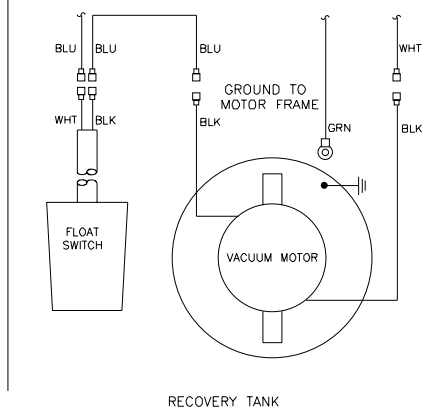 BLU
BLU
BLU
WHT
GROUND TO
MOTOR FRAME
WHT
BLK
BLK
GRN
BLK
FLOAT
SWITCH
VACUUM MOTOR
RECOVERY TANK